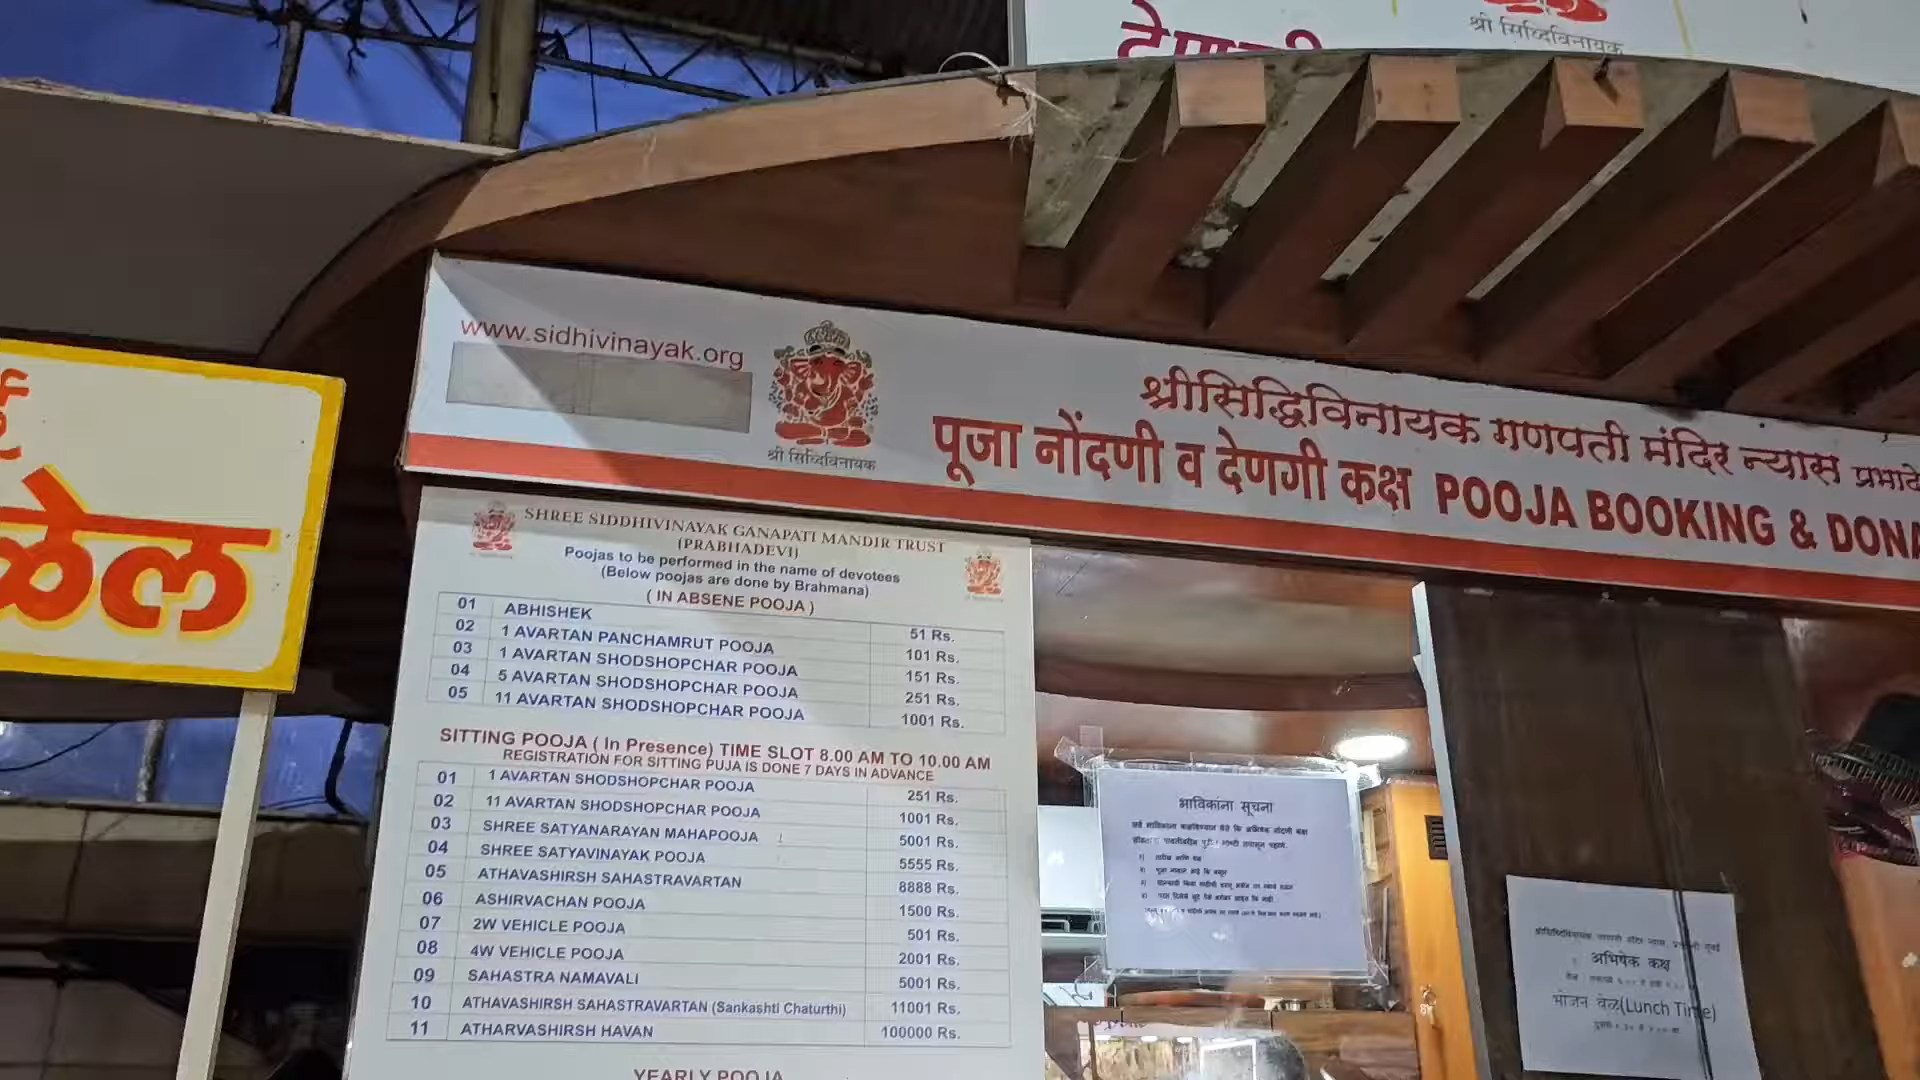 श्री सिद्धिविनायक
ळेल
www.sidhivinayak.org
श्री सिद्धिविनायक
श्रीसिद्धिविनायक गणपती मंदिर न्यास
पूजा नोंदणी व देणगी कक्ष POOJA BOOKING &
SHREE SIDDHIVINAYAK GANAPATI MANDIR TRUST
(PRABHADEVI)
Poojas to be performed in the name of devotees
(Below poojas are done by Brahmana)
( IN ABSENE POOJA )
01 ABHISHEK 51 Rs.
02 1 AVARTAN PANCHAMRUT POOJA 101 Rs.
03 1 AVARTAN SHODSHOPCHAR POOJA 151 Rs.
04 5 AVARTAN SHODSHOPCHAR POOJA 251 Rs.
05 11 AVARTAN SHODSHOPCHAR POOJA 1001 Rs.
SITTING POOJA ( In Presence) TIME SLOT 8.00 AM TO 10.00 AM
REGISTRATION FOR SITTING PUJA IS DONE 7 DAYS IN ADVANCE
01 1 AVARTAN SHODSHOPCHAR POOJA 251 Rs.
02 11 AVARTAN SHODSHOPCHAR POOJA 1001 Rs.
03 SHREE SATYANARAYAN MAHAPOOJA 5001 Rs.
04 SHREE SATYAVINAYAK POOJA 5555 Rs.
05 ATHAVASHIRSH SAHASTRAVARTAN 8888 Rs.
06 ASHIRVACHAN POOJA 1500 Rs.
07 2W VEHICLE POOJA 501 Rs.
08 4W VEHICLE POOJA 2001 Rs.
09 SAHASTRA NAMAVALI 5001 Rs.
10 ATHAVASHIRSH SAHASTRAVARTAN (Sankashti Chaturthi) 11001 Rs.
11 ATHARVASHIRSH HAVAN 100000 Rs.
YEARLY POOJA
भाविकांना सूचना
अभिषेक कक्ष
भोजन वेळ(Lunch Time)